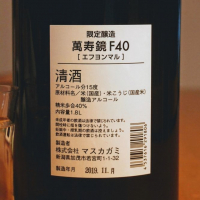 限定醸造
萬寿鏡 F40
[エフヨンマル]
清酒
アルコール分15度
原材料名/米(国産)・米こうじ(国産米)
醸造アルコール
精米歩合40%
内容量1.8L
製造者
株式会社 マスカガミ
新潟県加茂市若宮町1-1-32
製造年月 2019.11.